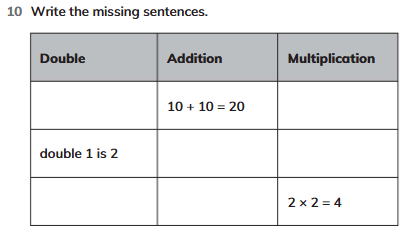 10 Write the missing sentences.
Double Addition Multiplication
10 + 10 = 20
double 1 is 2
2 × 2 = 4